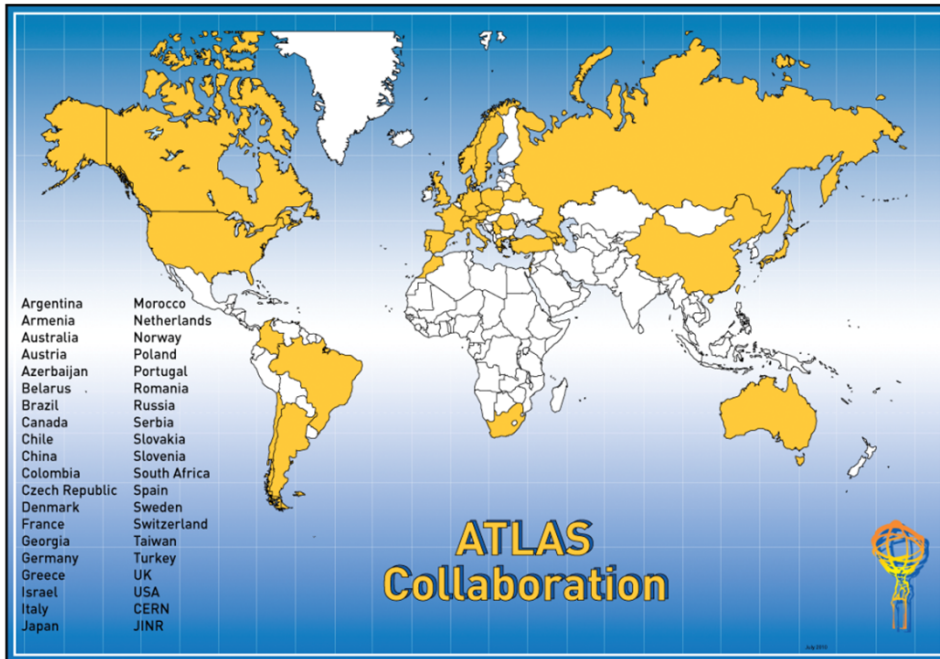 Argentina
Armenia
Australia
Austria
Azerbaijan
Belarus
Brazil
Canada
Chile
China
Colombia
Czech Republic
Denmark
France
Georgia
Germany
Greece
Israel
Italy
Japan
Morocco
Netherlands
Norway
Poland
Portugal
Romania
Russia
Serbia
Slovakia
Slovenia
South Africa
Spain
Sweden
Switzerland
Taiwan
Turkey
UK
USA
CERN
JINR
ATLAS
Collaboration